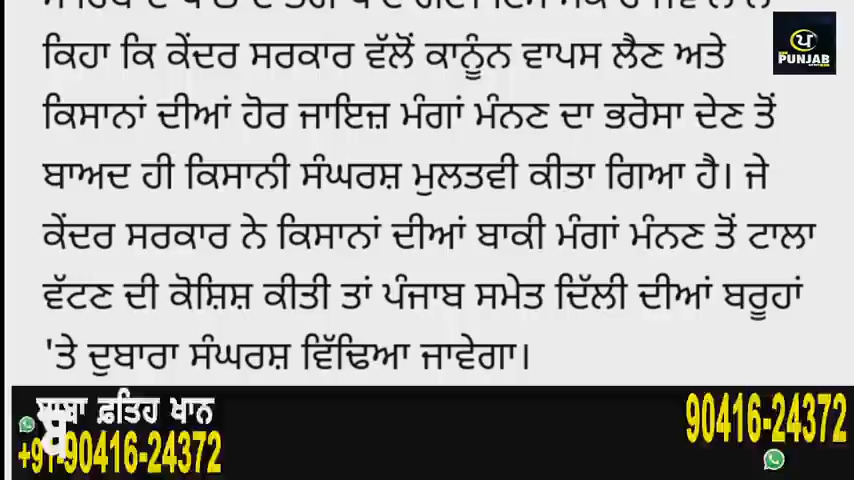 ਕਿਹਾ ਕਿ ਕੇਂਦਰ ਸਰਕਾਰ ਵੱਲੋਂ ਕਾਨੂੰਨ ਵਾਪਸ ਲੈਣ ਅਤੇ
ਕਿਸਾਨਾਂ ਦੀਆਂ ਹੋਰ ਜਾਇਜ਼ ਮੰਗਾਂ ਮੰਨਣ ਦਾ ਭਰੋਸਾ ਦੇਣ ਤੋਂ
ਬਾਅਦ ਹੀ ਕਿਸਾਨੀ ਸੰਘਰਸ਼ ਮੁਲਤਵੀ ਕੀਤਾ ਗਿਆ ਹੈ। ਜੇ
ਕੇਂਦਰ ਸਰਕਾਰ ਨੇ ਕਿਸਾਨਾਂ ਦੀਆਂ ਬਾਕੀ ਮੰਗਾਂ ਮੰਨਣ ਤੋਂ ਟਾਲਾ
ਵੱਟਣ ਦੀ ਕੋਸ਼ਿਸ਼ ਕੀਤੀ ਤਾਂ ਪੰਜਾਬ ਸਮੇਤ ਦਿੱਲੀ ਦੀਆਂ ਬਰੂਹਾਂ
'ਤੇ ਦੁਬਾਰਾ ਸੰਘਰਸ਼ ਵਿੱਢਿਆ ਜਾਵੇਗਾ।
ਪ
PUNJAB
ਬਾਬਾ ਫ਼ਤਿਹ ਖਾਨ
+91-90416-24372
90416-24372